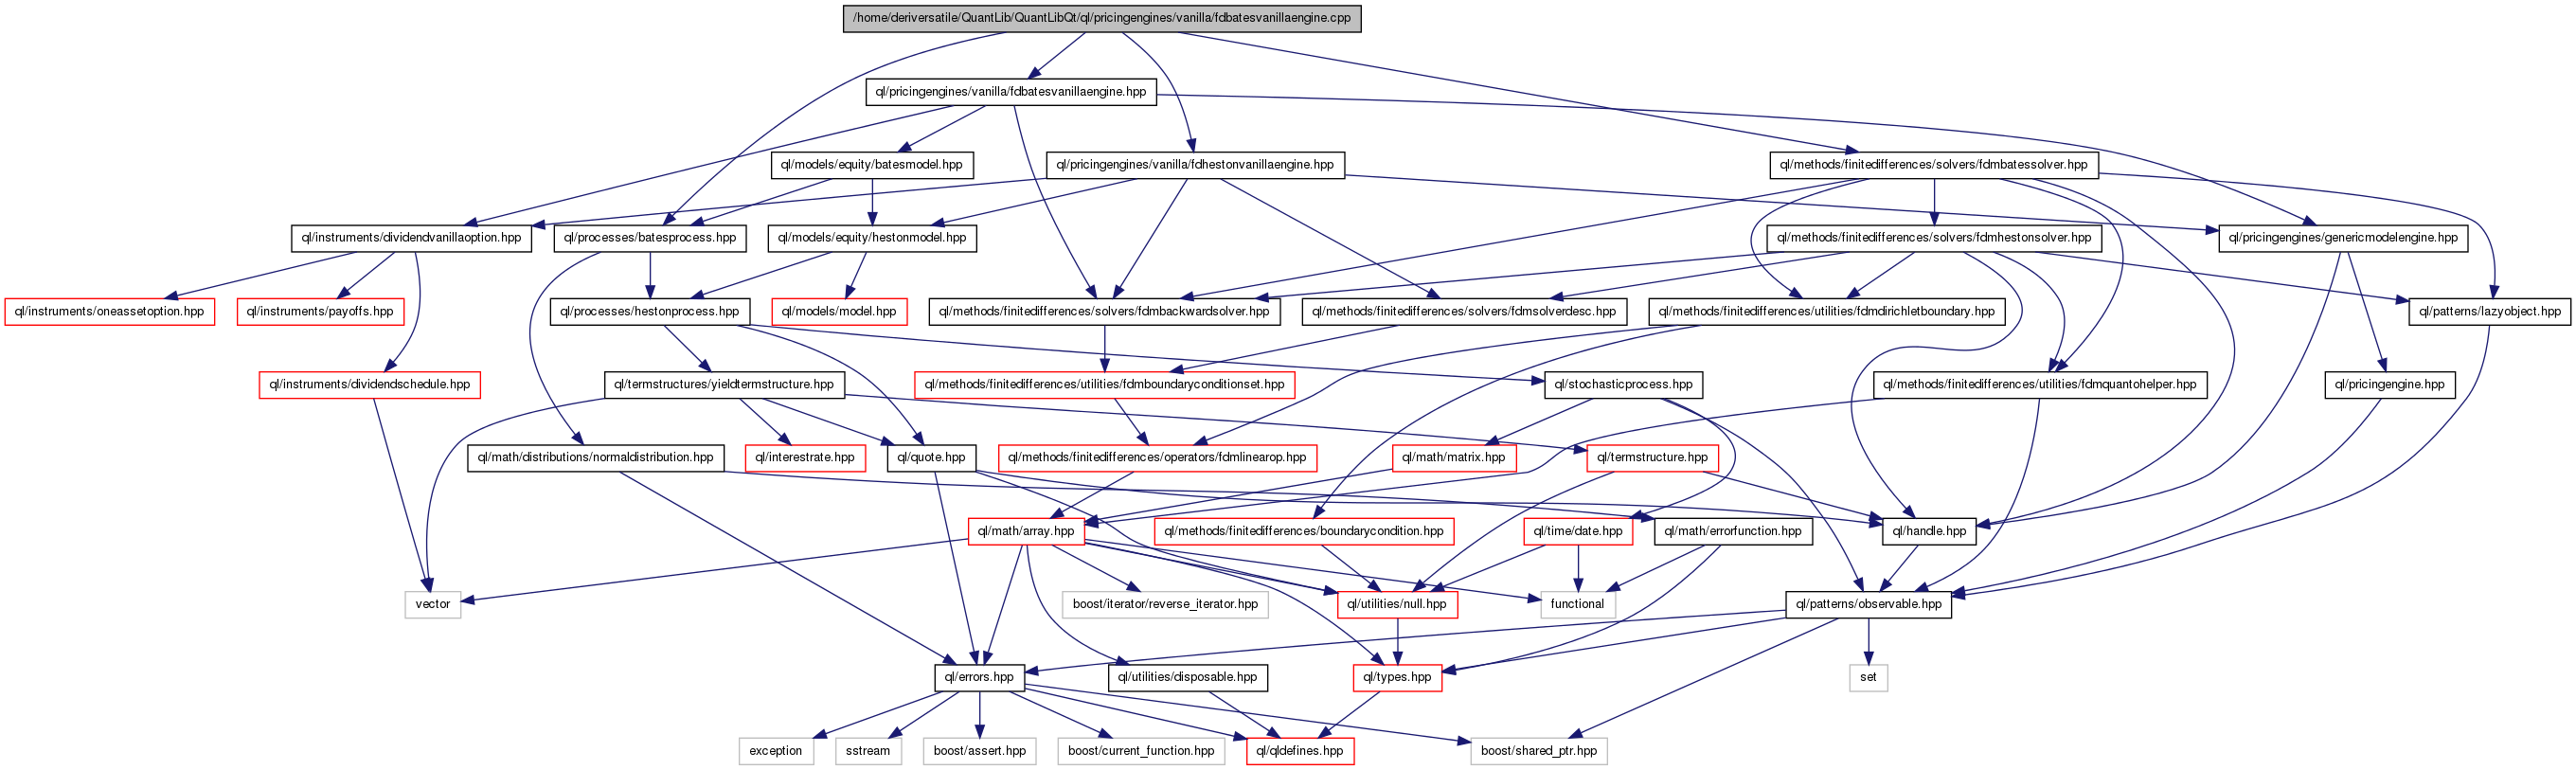 /home/deriversatile/QuantLib/QuantLibQt/ql/pricingengines/vanilla/fdbatesvanillaengine.cpp
ql/pricingengines/vanilla/fdbatesvanillaengine.hpp
ql/models/equity/batesmodel.hpp
ql/pricingengines/vanilla/fdhestonvanillaengine.hpp
ql/methods/finitedifferences/solvers/fdmbatessolver.hpp
ql/instruments/dividendvanillaoption.hpp
ql/processes/batesprocess.hpp
ql/models/equity/hestonmodel.hpp
ql/methods/finitedifferences/solvers/fdmhestonsolver.hpp
ql/pricingengines/genericmodelengine.hpp
ql/instruments/oneassetoption.hpp
ql/instruments/payoffs.hpp
ql/processes/hestonprocess.hpp
ql/models/model.hpp
ql/methods/finitedifferences/solvers/fdmbackwardsolver.hpp
ql/methods/finitedifferences/solvers/fdmsolverdesc.hpp
ql/methods/finitedifferences/utilities/fdmdirichletboundary.hpp
ql/patterns/lazyobject.hpp
ql/instruments/dividendschedule.hpp
ql/termstructures/yieldtermstructure.hpp
ql/methods/finitedifferences/utilities/fdmboundaryconditionset.hpp
ql/stochasticprocess.hpp
ql/methods/finitedifferences/utilities/fdmquantohelper.hpp
ql/pricingengine.hpp
ql/math/distributions/normaldistribution.hpp
ql/interestrate.hpp
ql/quote.hpp
ql/methods/finitedifferences/operators/fdmlinearop.hpp
ql/math/matrix.hpp
ql/termstructure.hpp
ql/math/array.hpp
ql/methods/finitedifferences/boundarycondition.hpp
ql/time/date.hpp
ql/math/errorfunction.hpp
ql/handle.hpp
vector
boost/iterator/reverse_iterator.hpp
ql/utilities/null.hpp
functional
ql/patterns/observable.hpp
ql/errors.hpp
ql/utilities/disposable.hpp
ql/types.hpp
set
exception
sstream
boost/assert.hpp
boost/current_function.hpp
ql/qldefines.hpp
boost/shared_ptr.hpp